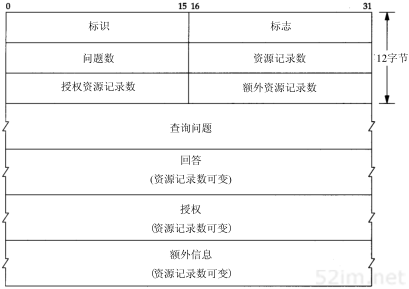 0 15 16 31
标识 标志
问题数 资源记录数
12字节
授权资源记录数 额外资源记录数
查询问题
回答
(资源记录数可变)
授权
(资源记录数可变)
额外信息
(资源记录数可变)
52im.net